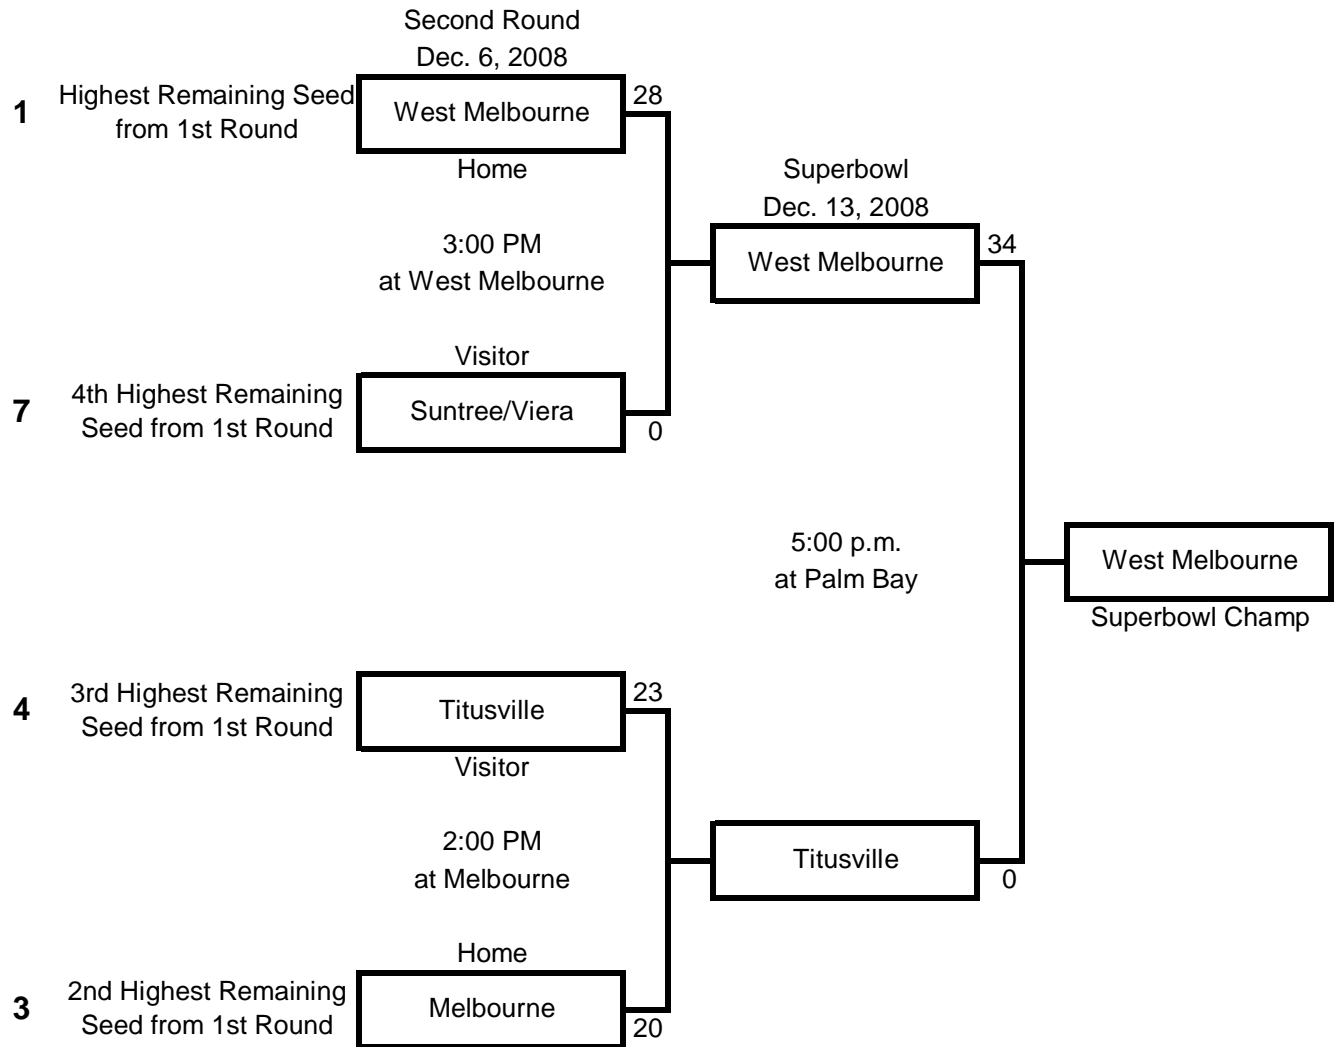 Second Round
Dec. 6, 2008
1
Highest Remaining Seed
from 1st Round
West Melbourne
28
Home
3:00 PM
at West Melbourne
Visitor
7
4th Highest Remaining
Seed from 1st Round
Suntree/Viera
0
Superbowl
Dec. 13, 2008
West Melbourne
34
5:00 p.m.
at Palm Bay
West Melbourne
Superbowl Champ
4
3rd Highest Remaining
Seed from 1st Round
Titusville
23
Visitor
2:00 PM
at Melbourne
Titusville
0
Home
3
2nd Highest Remaining
Seed from 1st Round
Melbourne
20